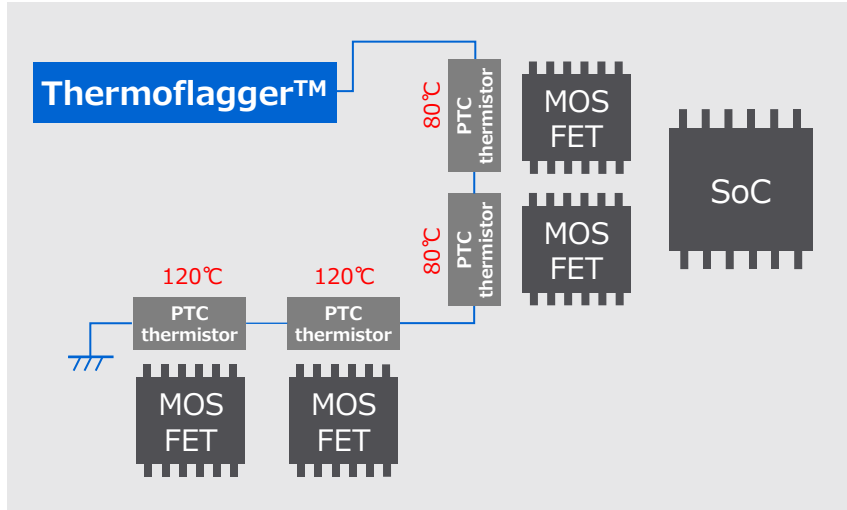 Thermoflagger™
80℃
PTC
thermistor
MOS
FET
SoC
80℃
PTC
thermistor
MOS
FET
120℃
120℃
PTC
thermistor
PTC
thermistor
MOS
FET
MOS
FET